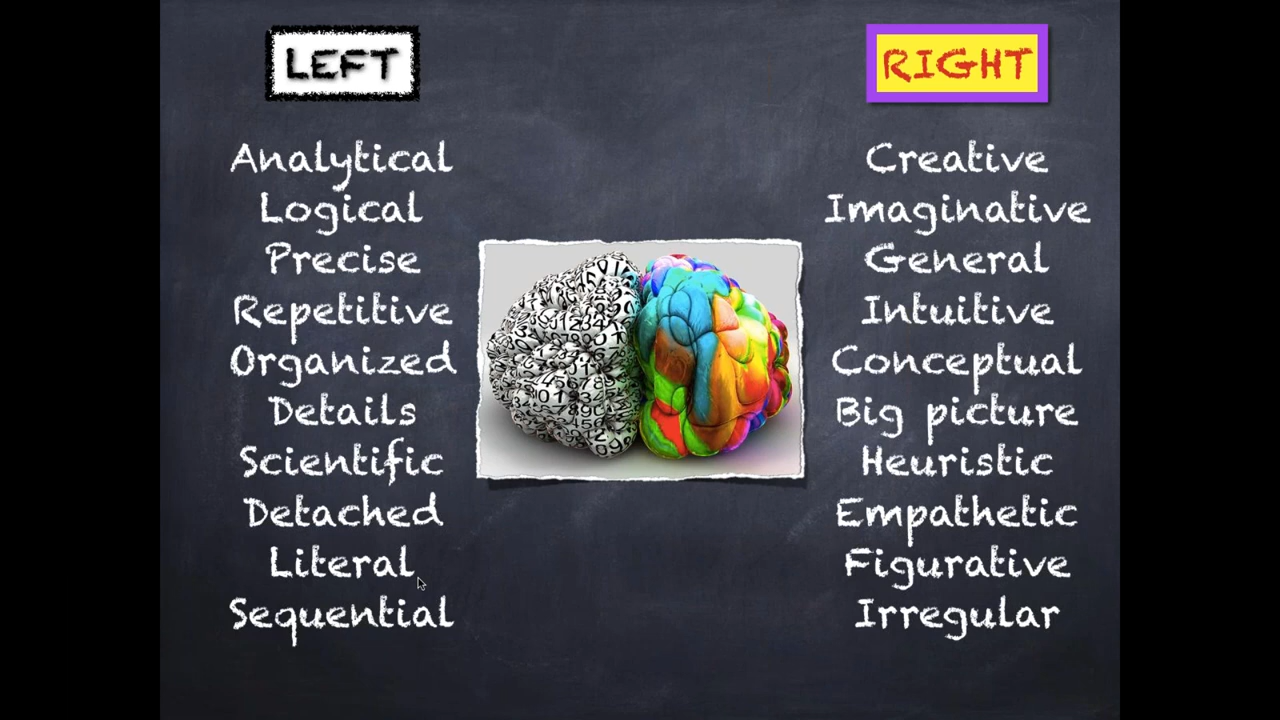 LEFT
Analytical
Logical
Precise
Repetitive
Organized
Details
Scientific
Detached
Literal
Sequential
RIGHT
Creative
Imaginative
General
Intuitive
Conceptual
Big picture
Heuristic
Empathetic
Figurative
Irregular